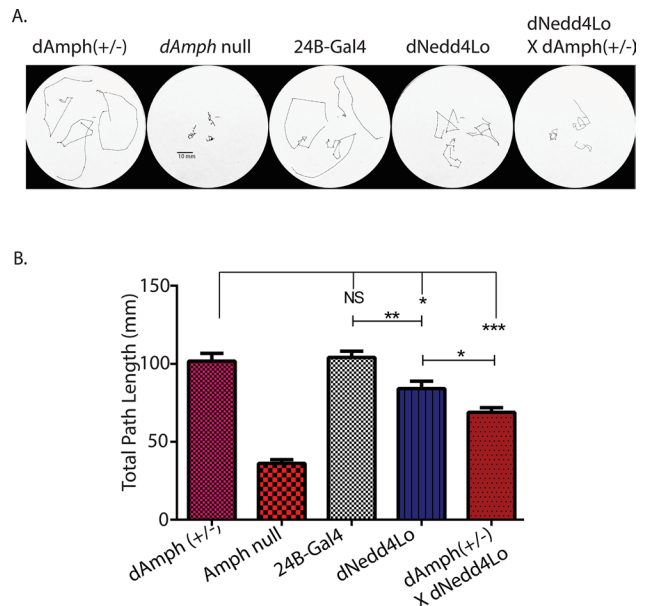 A.
dAmph(+/-)
dAmph null
24B-Gal4
dNedd4Lo
dNedd4Lo
X dAmph(+/-)
10 mm
B.
Total Path Length (mm)
150
100
50
0
NS
*
**
***
*
dAmph (+/-)
Amph null
24B-Gal4
dNedd4Lo
dAmph(+/-)
X dNedd4Lo